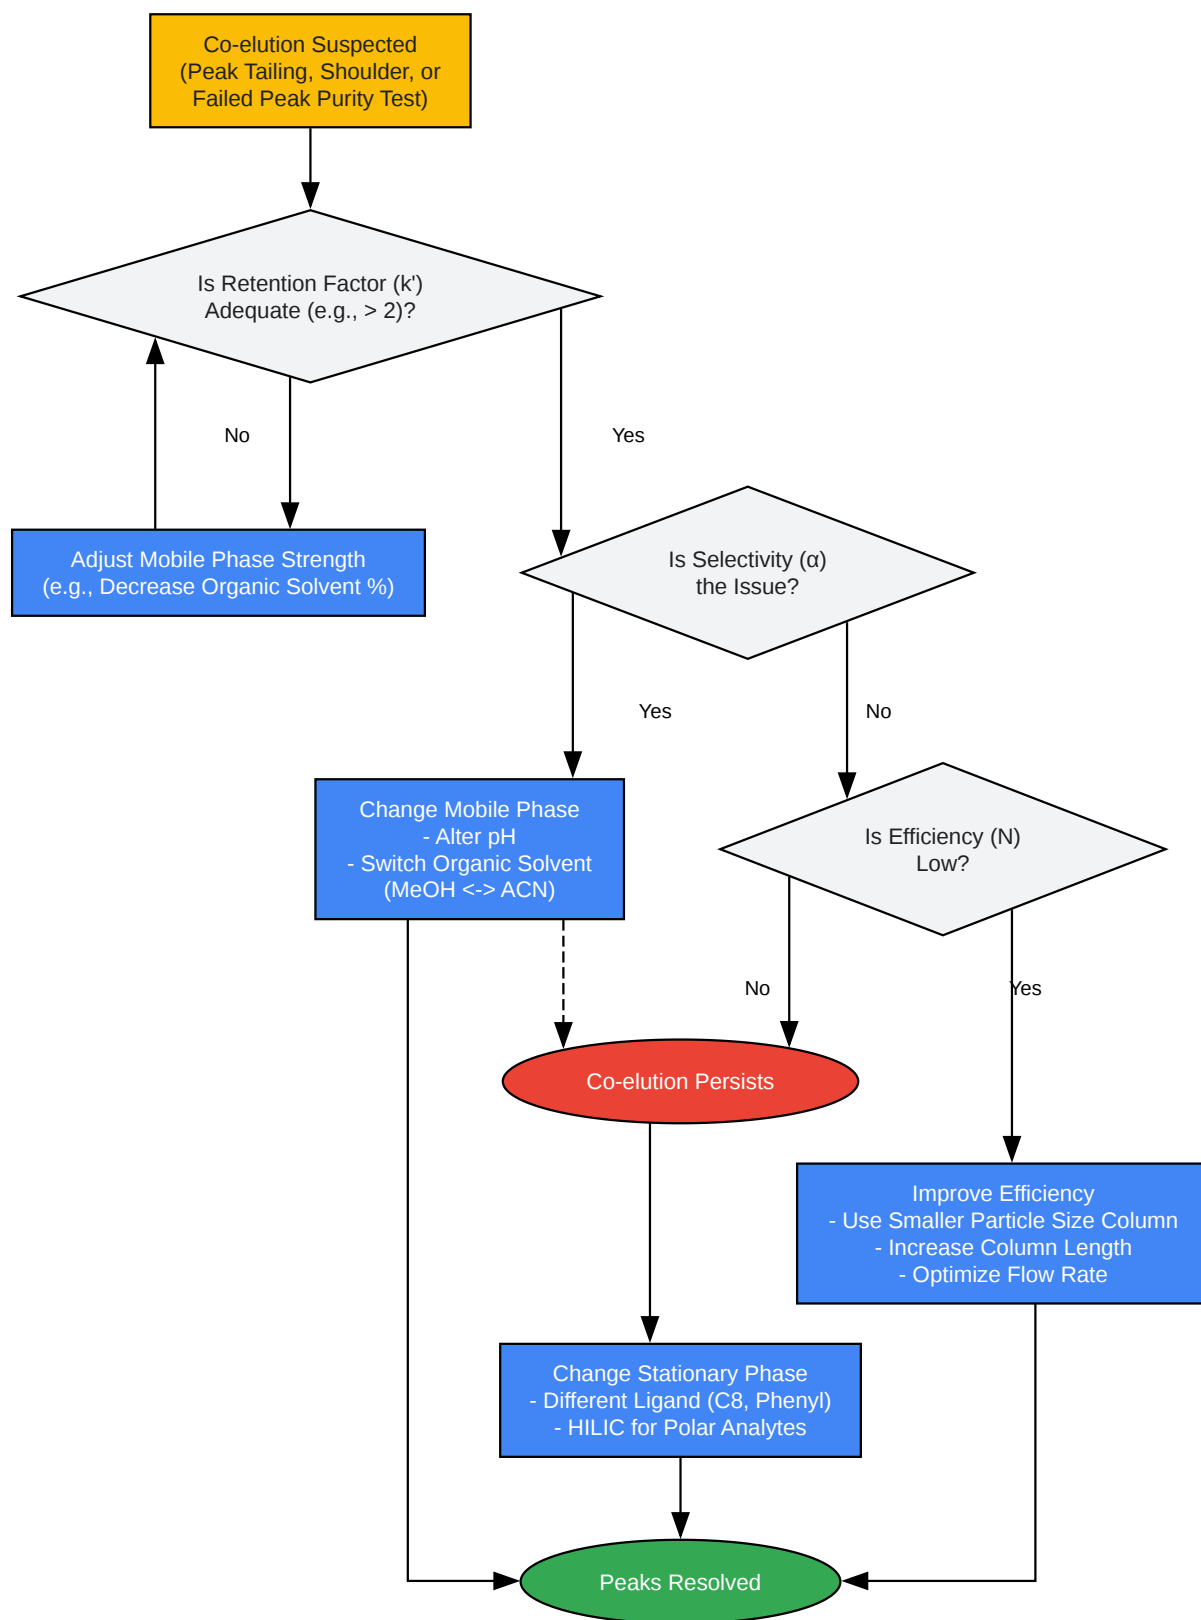 Co-elution Suspected
(Peak Tailing, Shoulder, or
Failed Peak Purity Test)
Is Retention Factor (k')
Adequate (e.g., > 2)?
No
Yes
Adjust Mobile Phase Strength
(e.g., Decrease Organic Solvent %)
Is Selectivity (α)
the Issue?
Yes
No
Change Mobile Phase
- Alter pH
- Switch Organic Solvent
(MeOH <-> ACN)
Is Efficiency (N)
Low?
No
Yes
Co-elution Persists
Improve Efficiency
- Use Smaller Particle Size Column
- Increase Column Length
- Optimize Flow Rate
Change Stationary Phase
- Different Ligand (C8, Phenyl)
- HILIC for Polar Analytes
Peaks Resolved